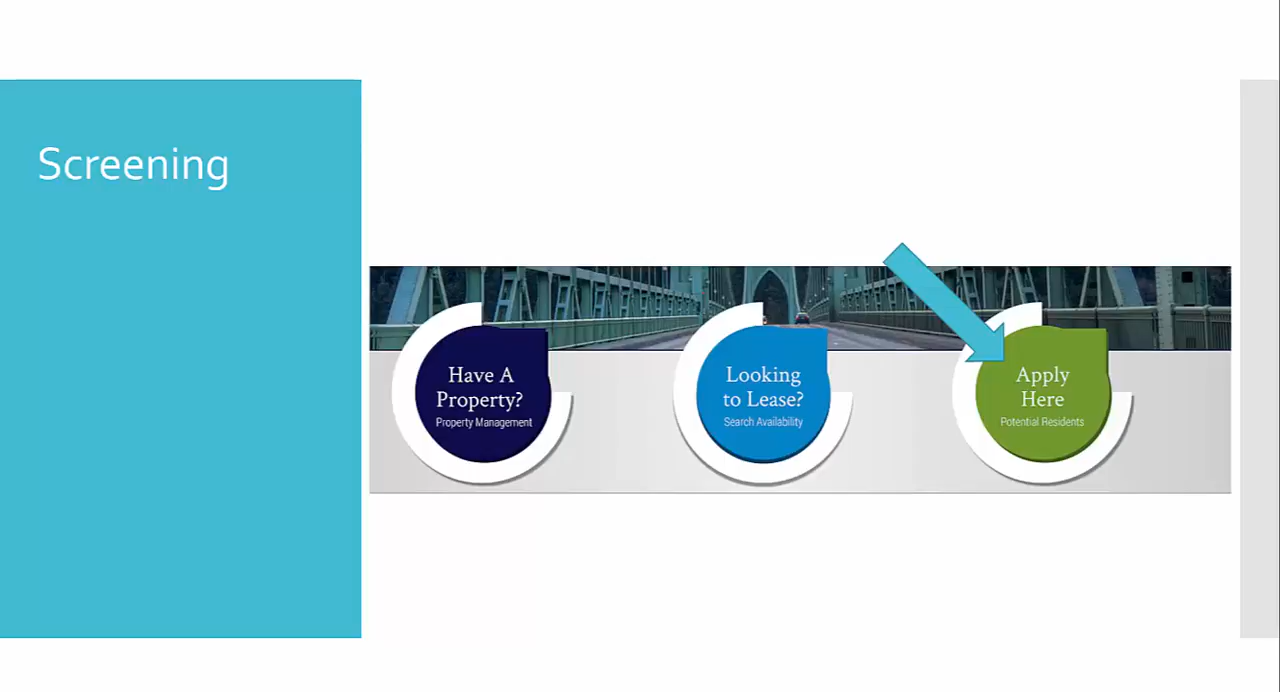 Screening
Have A
Property?
Property Management
Looking
to Lease?
Search Availability
Apply
Here
Potential Residents